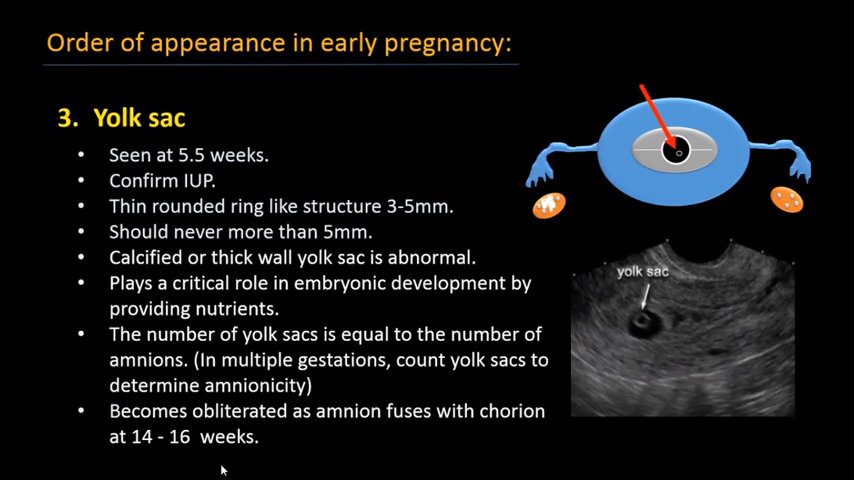 Order of appearance in early pregnancy:
3. Yolk sac
• Seen at 5.5 weeks.
• Confirm IUP.
• Thin rounded ring like structure 3-5mm.
• Should never more than 5mm.
• Calcified or thick wall yolk sac is abnormal.
• Plays a critical role in embryonic development by
providing nutrients.
• The number of yolk sacs is equal to the number of
amnions. (In multiple gestations, count yolk sacs to
determine amnionicity)
• Becomes obliterated as amnion fuses with chorion
at 14 - 16 weeks.
yolk sac